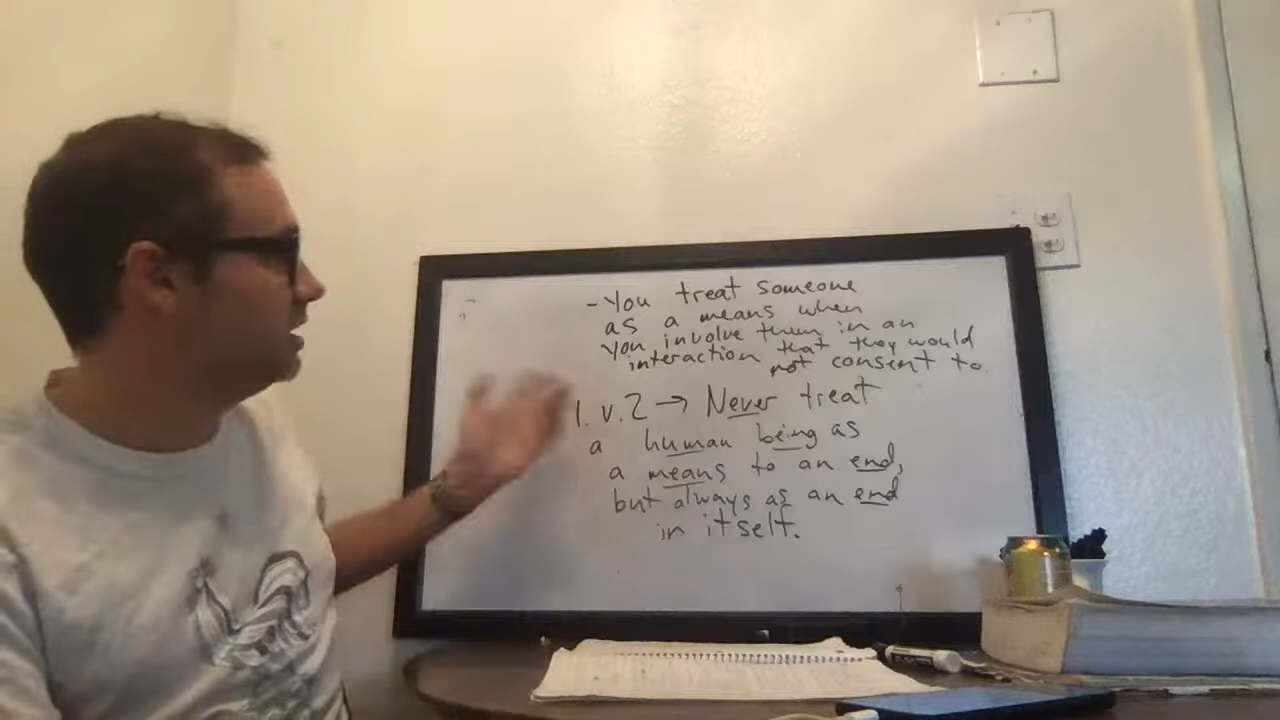 - You treat someone
as a means when
you involve them in an
interaction that they would
not consent to.
1. v. 2 → Never treat
a human being as
a means to an end,
but always as an end
in itself.